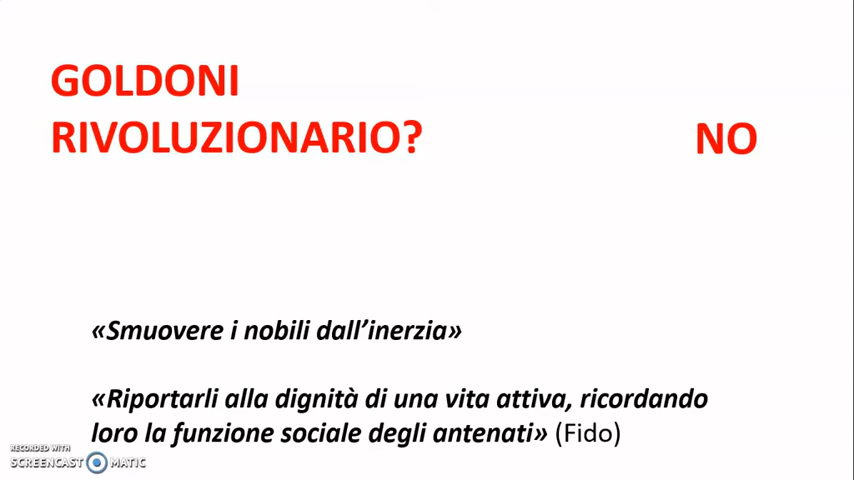 GOLDONI
RIVOLUZIONARIO? NO
«Smuovere i nobili dall'inerzia»
«Riportarli alla dignità di una vita attiva, ricordando
loro la funzione sociale degli antenati» (Fido)
RECORDED WITH
SCREENCAST MATIC